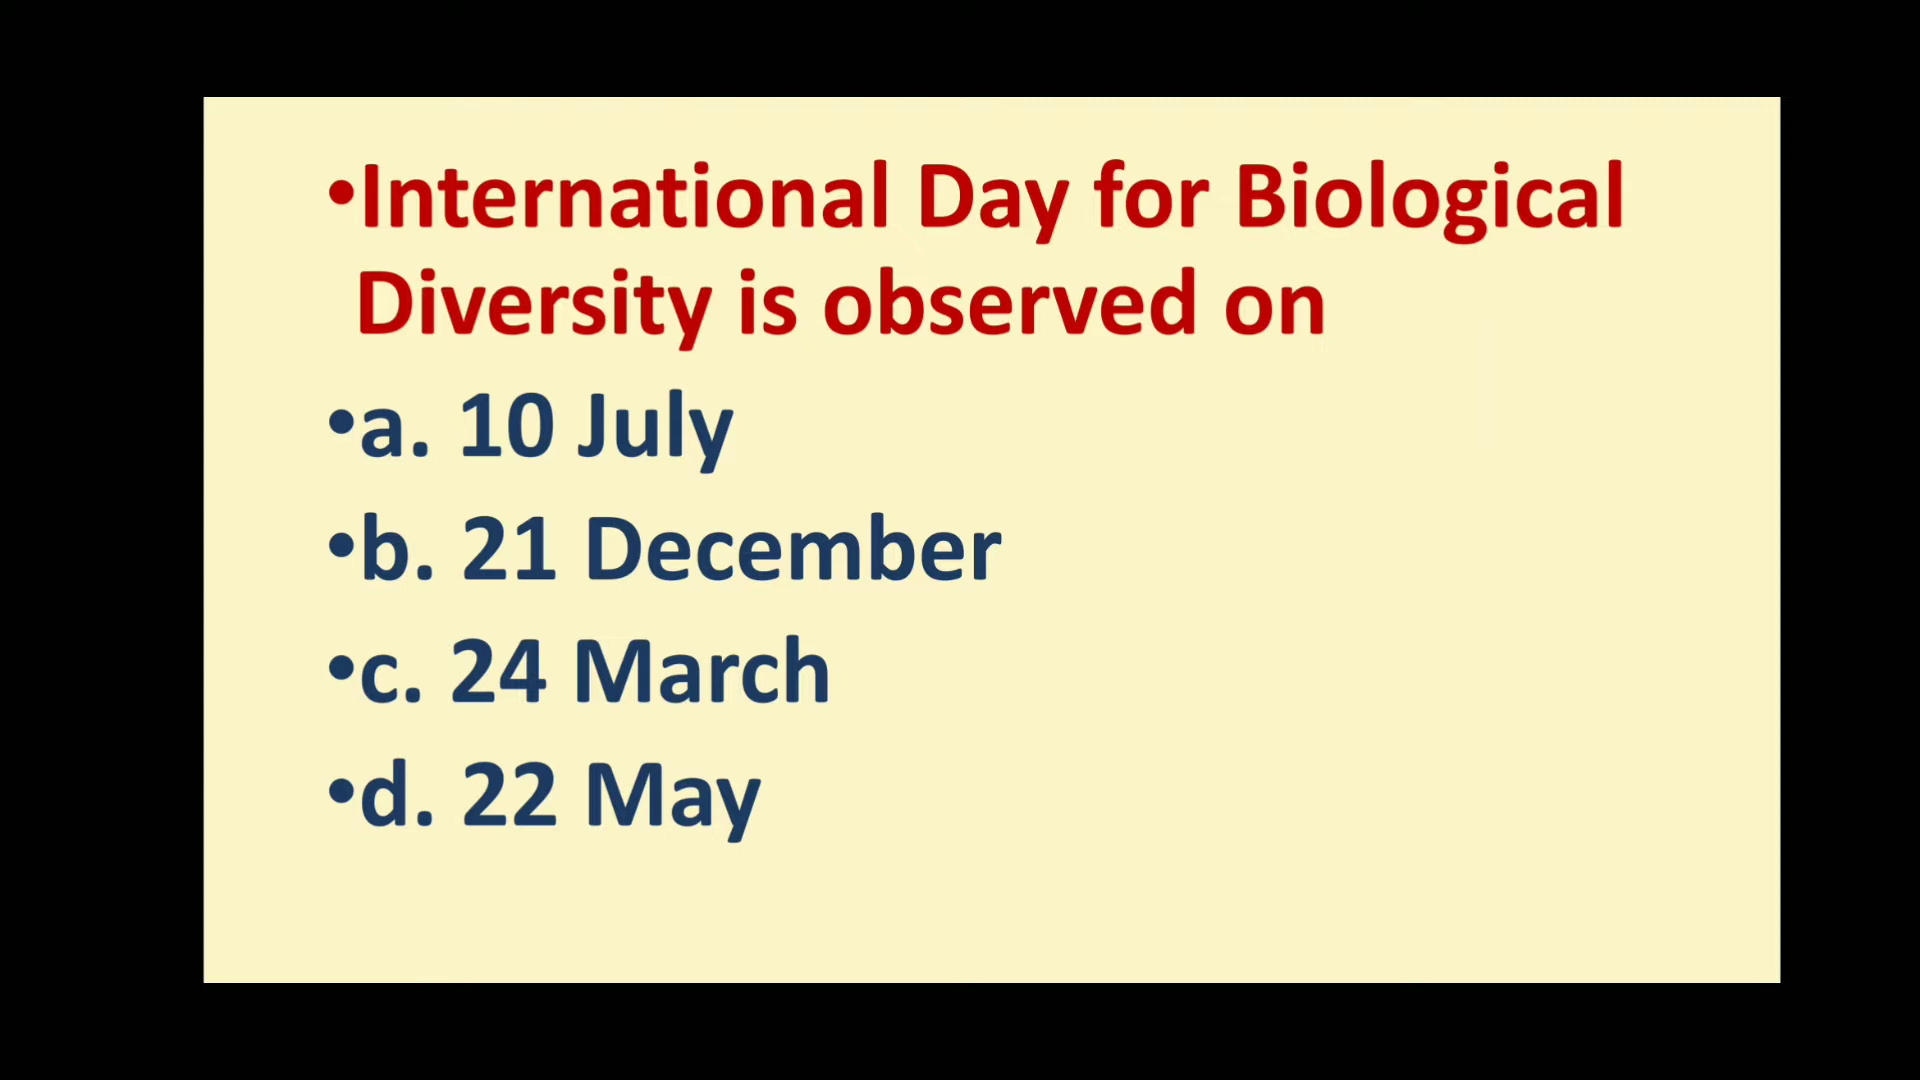 •International Day for Biological
Diversity is observed on
•a. 10 July
•b. 21 December
•c. 24 March
•d. 22 May